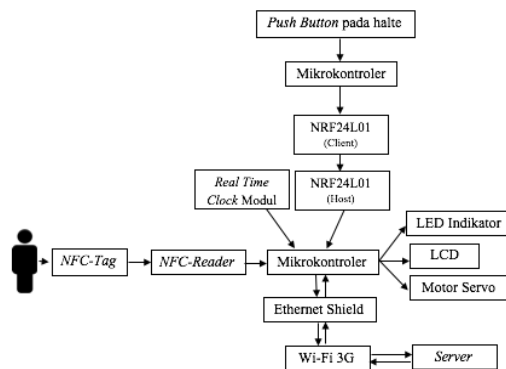 Push Button pada halte
Mikrokontroler
NRF24L01
(Client)
Real Time
Clock Modul
NRF24L01
(Host)
LED Indikator
NFC-Tag
NFC-Reader
Mikrokontroler
LCD
Motor Servo
Ethernet Shield
Wi-Fi 3G
Server